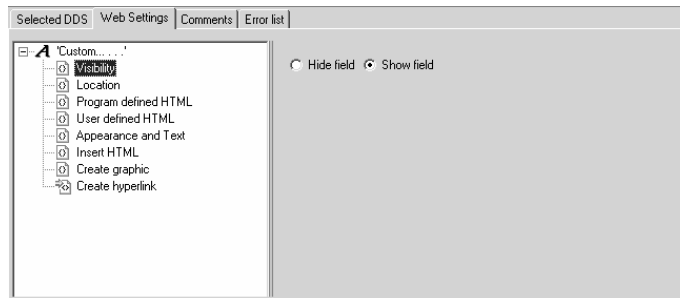 Selected DDS Web Settings Comments Error list
'Custom... . . .'
Visibility
Hide field Show field
Location
Program defined HTML
User defined HTML
Appearance and Text
Insert HTML
Create graphic
Create hyperlink